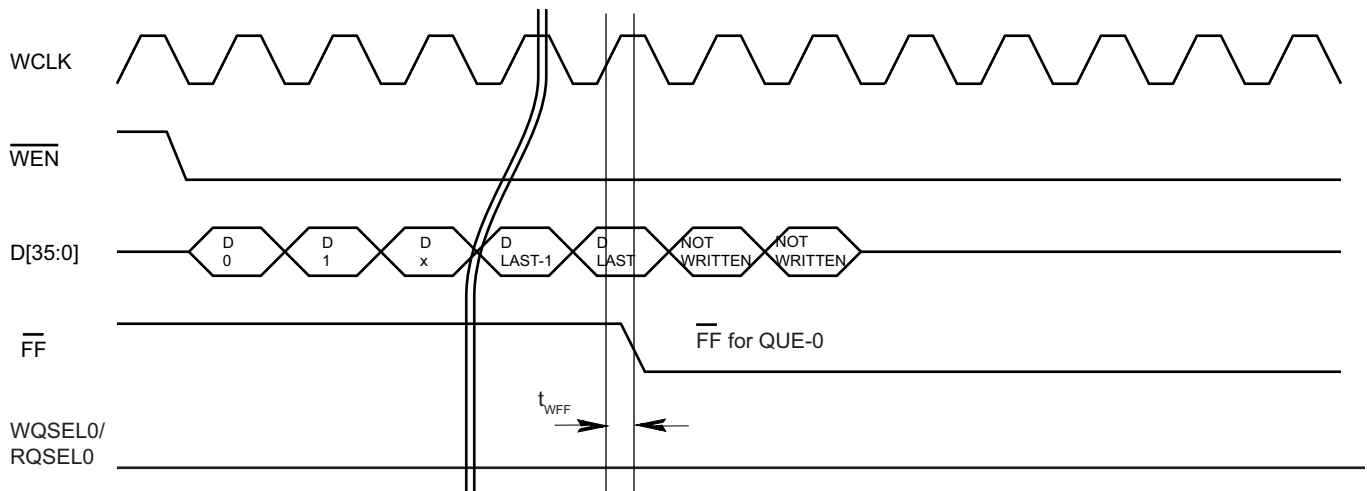 WCLK
WEN
D[35:0]
D
0
D
1
D
x
D
LAST-1
D
LAST
NOT
WRITTEN
NOT
WRITTEN
FF
FF for QUE-0
tWFF
WQSEL0/
RQSEL0